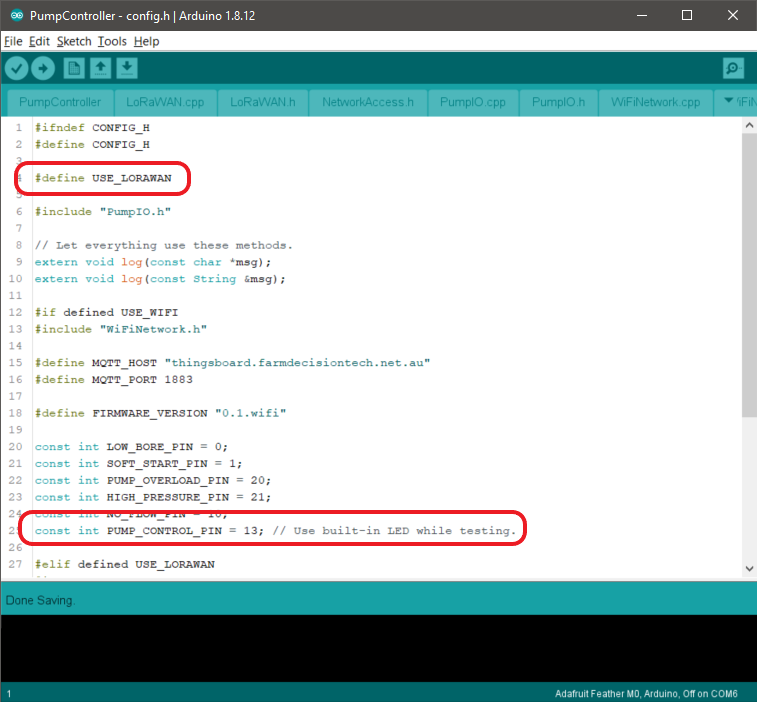 PumpController - config.h | Arduino 1.8.12
File Edit Sketch Tools Help
PumpController LoRaWAN.cpp LoRaWAN.h NetworkAccess.h PumpIO.cpp PumpIO.h WiFiNetwork.cpp
1 #ifndef CONFIG_H
2 #define CONFIG_H
3
4 #define USE_LORAWAN
5
6 #include "PumpIO.h"
7
8 // Let everything use these methods.
9 extern void log(const char *msg);
10 extern void log(const String &msg);
11
12 #if defined USE_WIFI
13 #include "WiFiNetwork.h"
14
15 #define MQTT_HOST "thingsboard.farmdecisiontech.net.au"
16 #define MQTT_PORT 1883
17
18 #define FIRMWARE_VERSION "0.1.wifi"
19
20 const int LOW_BORE_PIN = 0;
21 const int SOFT_START_PIN = 1;
22 const int PUMP_OVERLOAD_PIN = 20;
23 const int HIGH_PRESSURE_PIN = 21;
24 const int NO_FLOW_PIN = 10;
25 const int PUMP_CONTROL_PIN = 13; // Use built-in LED while testing.
26
27 #elif defined USE_LORAWAN
Done Saving.
1 Adafruit Feather M0, Arduino, Off on COM6